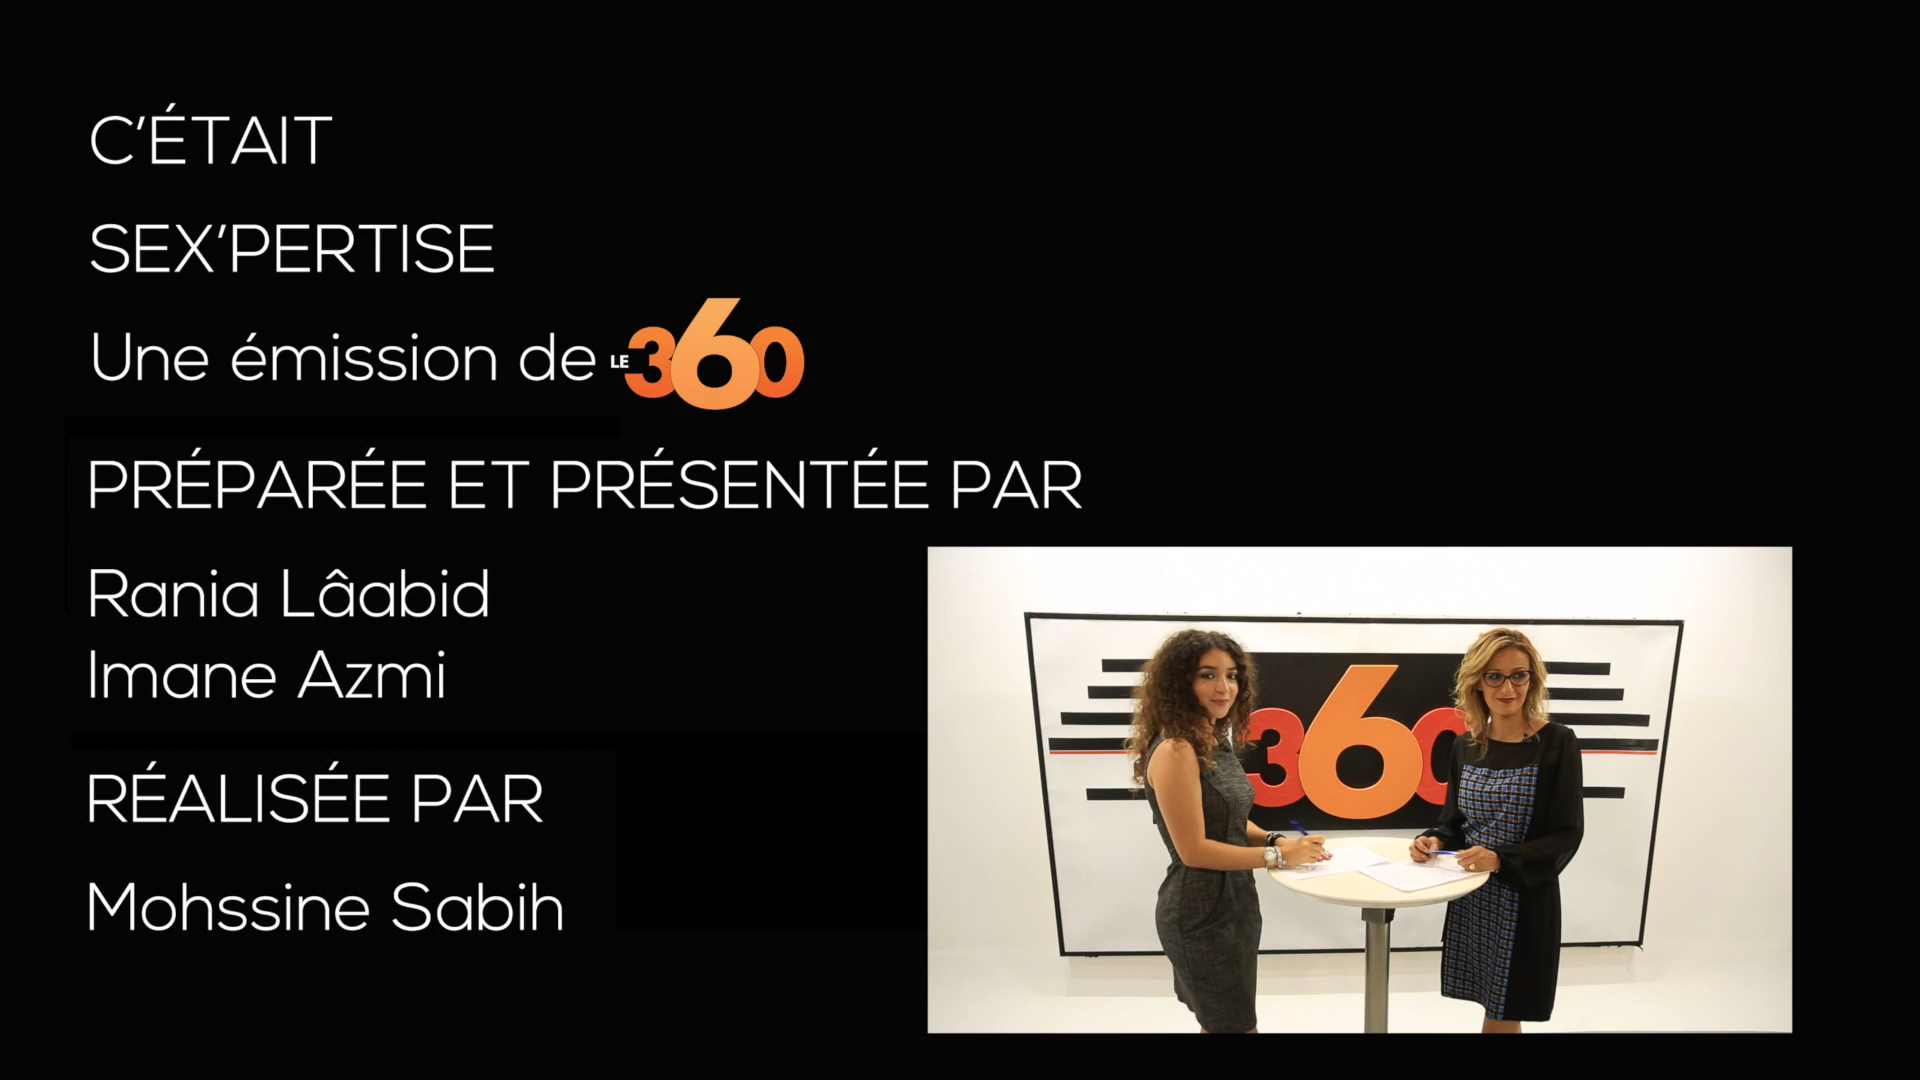 C'ÉTAIT
SEX'PERTISE
Une émission de LE 360
PRÉPARÉE ET PRÉSENTÉE PAR
Rania Lâabid
Imane Azmi
RÉALISÉE PAR
Mohssine Sabih
360